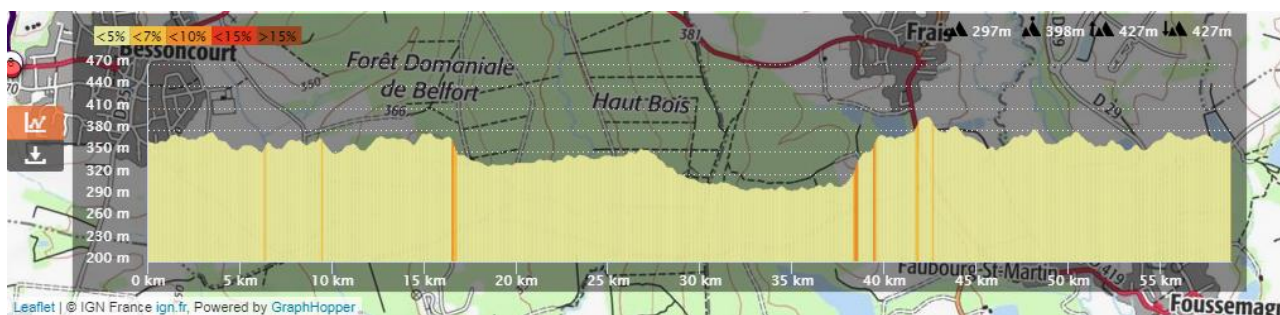 <5% <7% <10% <15% >15%
Bessoncourt
381
Frais
297m 398m 427m 427m
D 29
470 m
440 m
410 m
380 m
350 m
320 m
290 m
260 m
230 m
200 m
350
Forêt Domaniale
de Belfort
366
Haut Bois
D 29
0 km 5 km 10 km 15 km 20 km 25 km 30 km 35 km 40 km 45 km 50 km 55 km
Faubourg-St-Martin
D 419
Foussemagn
Leaflet | © IGN France ign.fr, Powered by GraphHopper